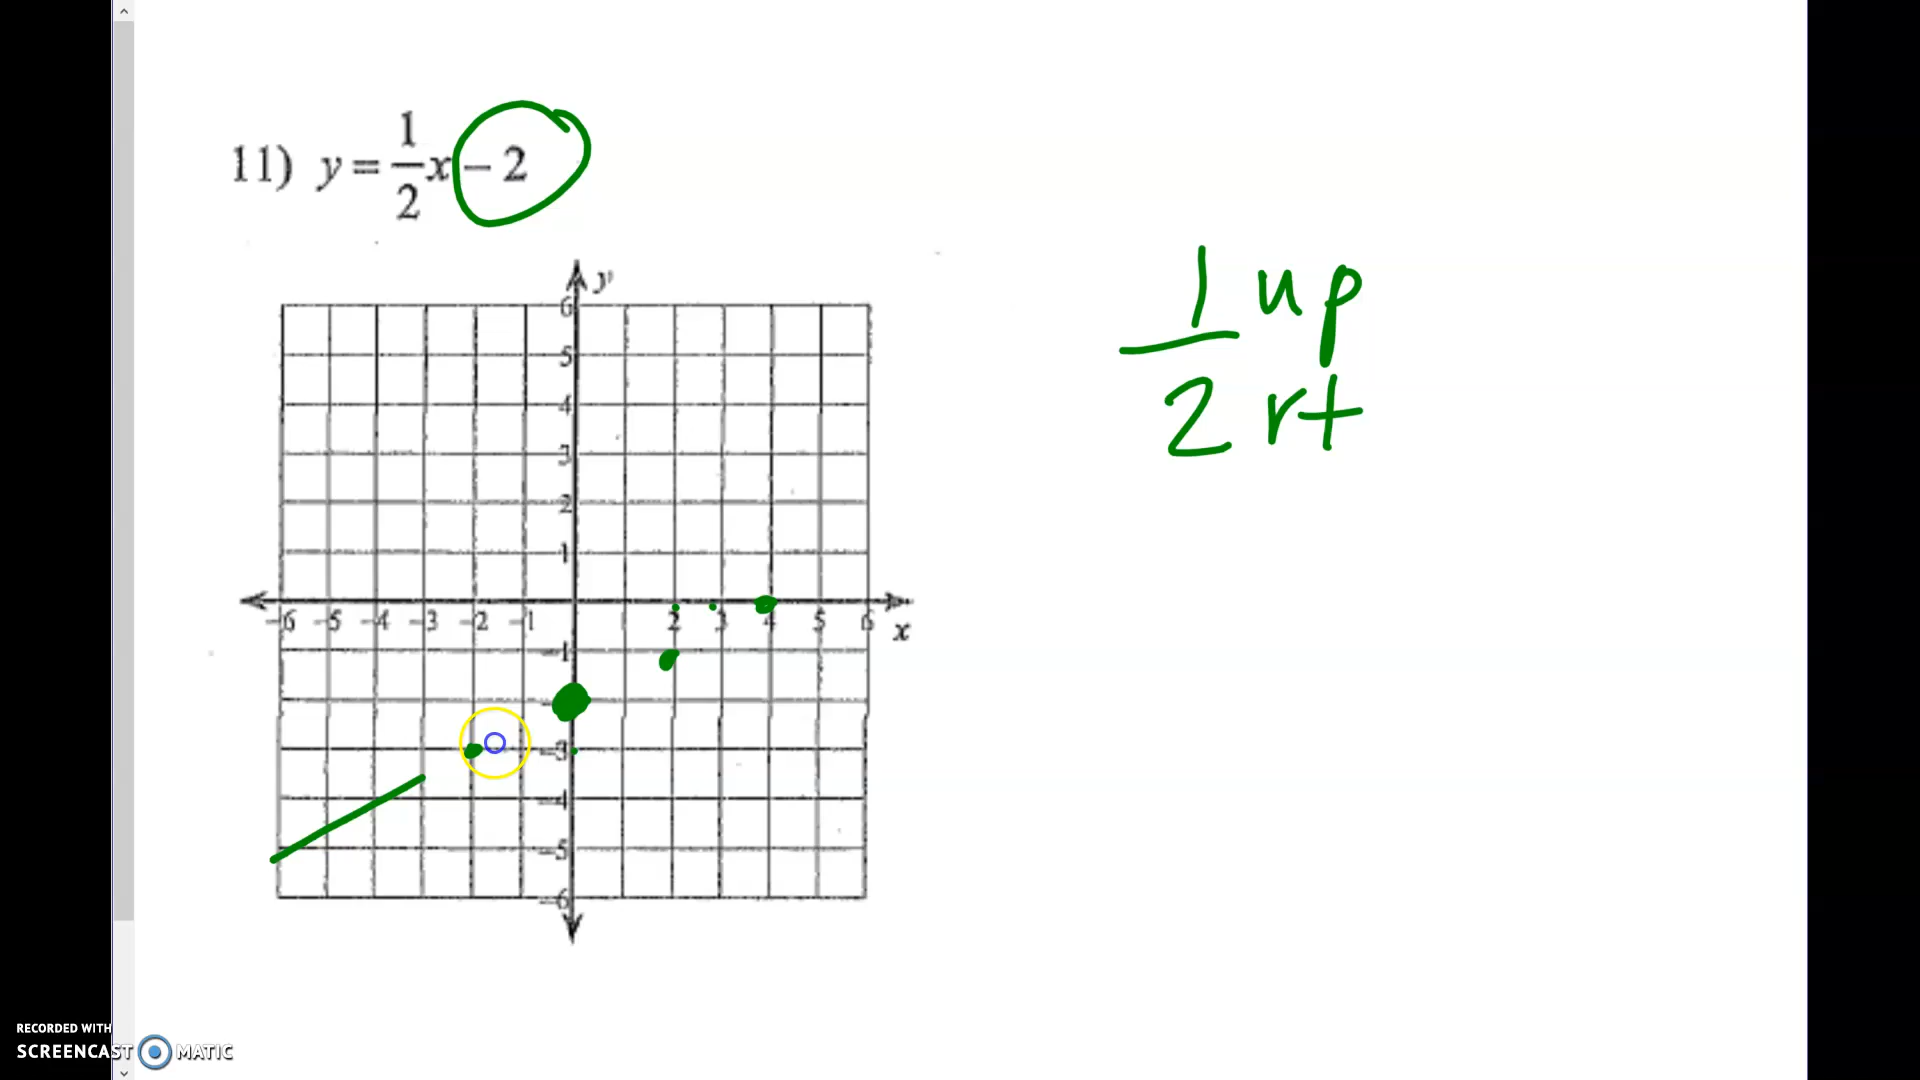 11) y = 1/2 x - 2
1 up
2 rt
y
6
5
4
3
2
1
-6 -5 -4 -3 -2 -1 2 3 4 5 6
x
-1
-3
-4
-5
-6
RECORDED WITH
SCREENCAST MATIC